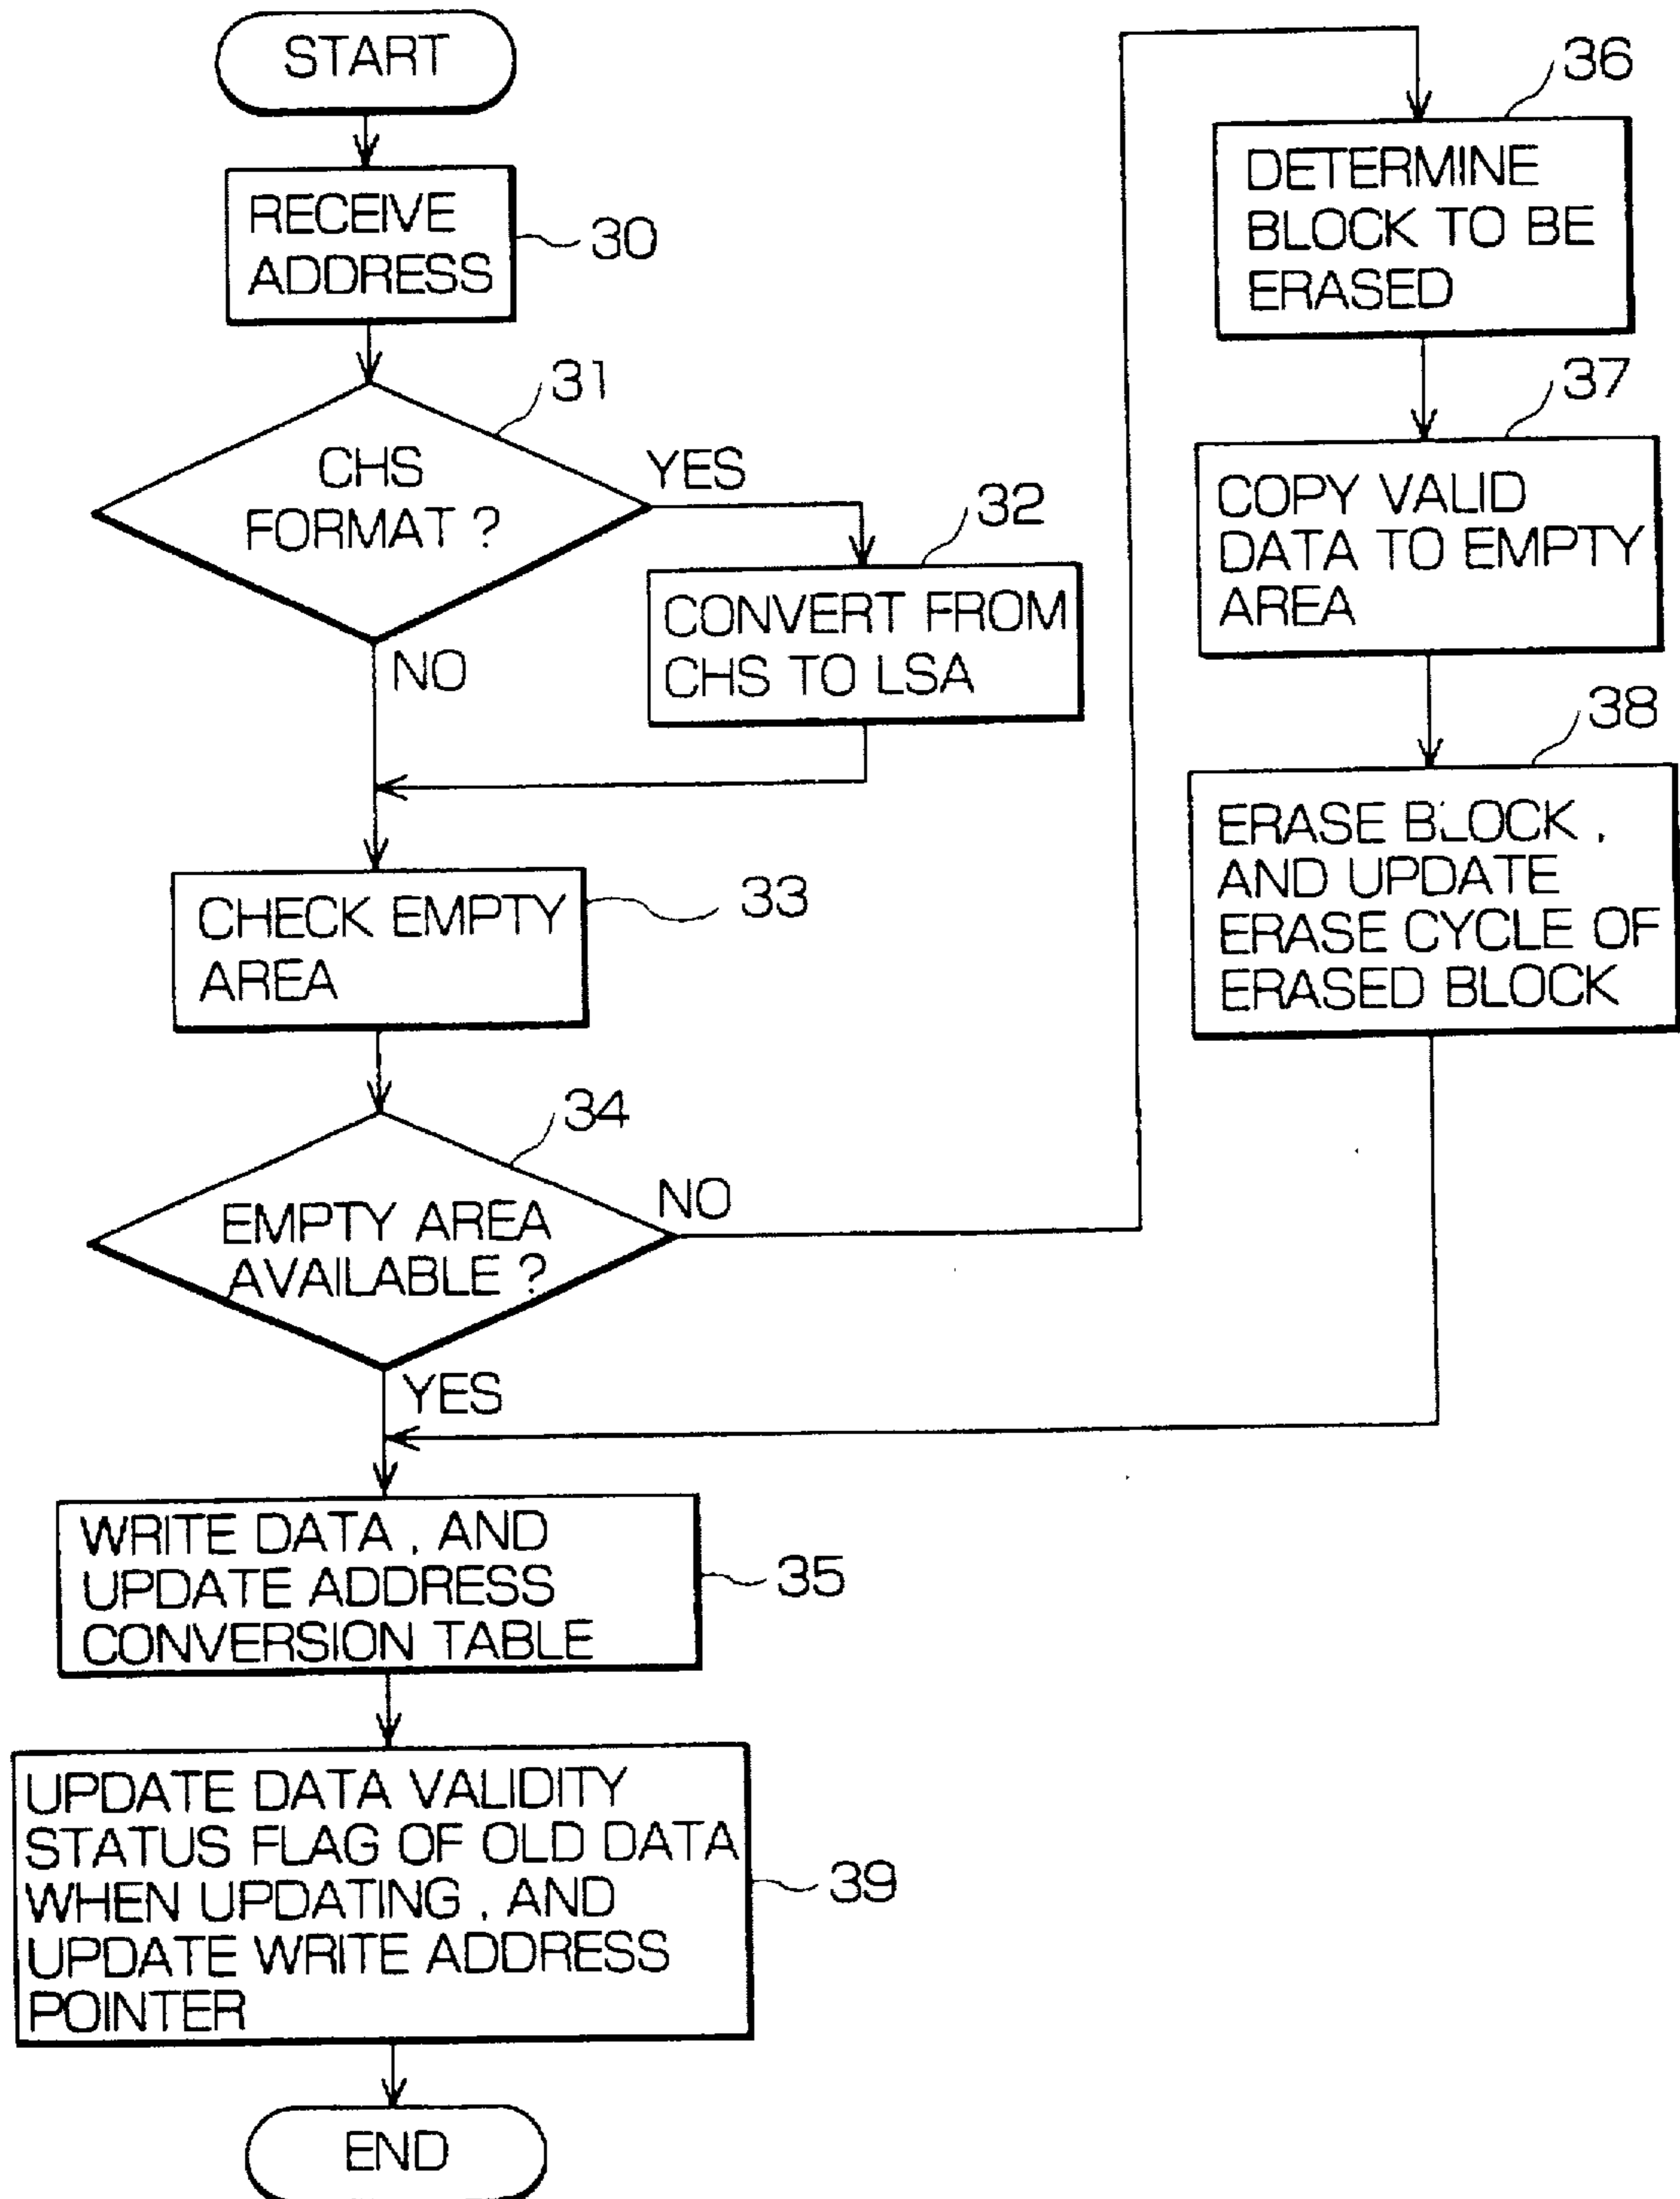 START
RECEIVE
ADDRESS
30
31
CHS
FORMAT ?
YES
NO
32
CONVERT FROM
CHS TO LSA
33
CHECK EMPTY
AREA
34
EMPTY AREA
AVAILABLE ?
NO
YES
36
DETERMINE
BLOCK TO BE
ERASED
37
COPY VALID
DATA TO EMPTY
AREA
38
ERASE BLOCK ,
AND UPDATE
ERASE CYCLE OF
ERASED BLOCK
WRITE DATA , AND
UPDATE ADDRESS
CONVERSION TABLE
35
UPDATE DATA VALIDITY
STATUS FLAG OF OLD DATA
WHEN UPDATING , AND
UPDATE WRITE ADDRESS
POINTER
39
END